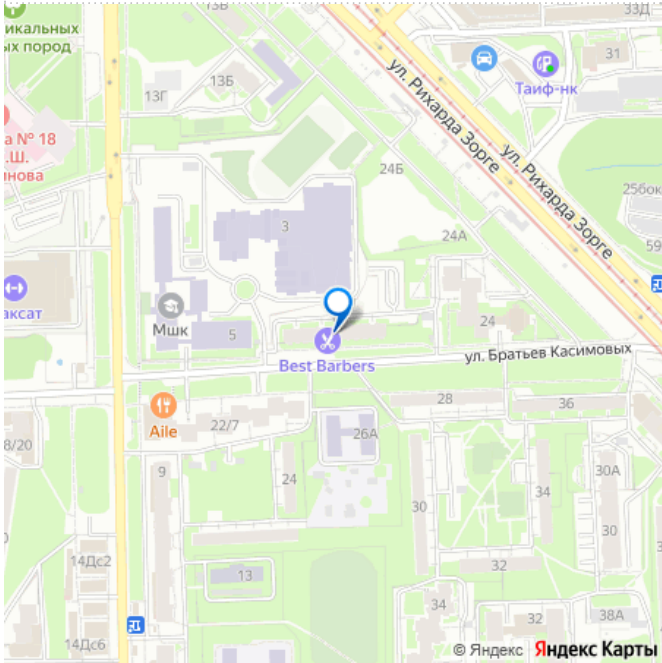 13В
33Д
икальных
ых пород
31
Таиф-нк
13Б
13Г
ул. Рихарда Зорге
ул. Рихарда Зорге
а № 18
.Ш.
инова
24Б
25бок
3
24А
59
аксат
Мшк
5
24
Best Barbers
ул. Братьев Касимовых
Aile
22/7
28
36
8/20
26А
9
24
30А
34
30
30
14Дс2
13
32
34
32
38А
14Дс6
© Яндекс Яндекс Карты